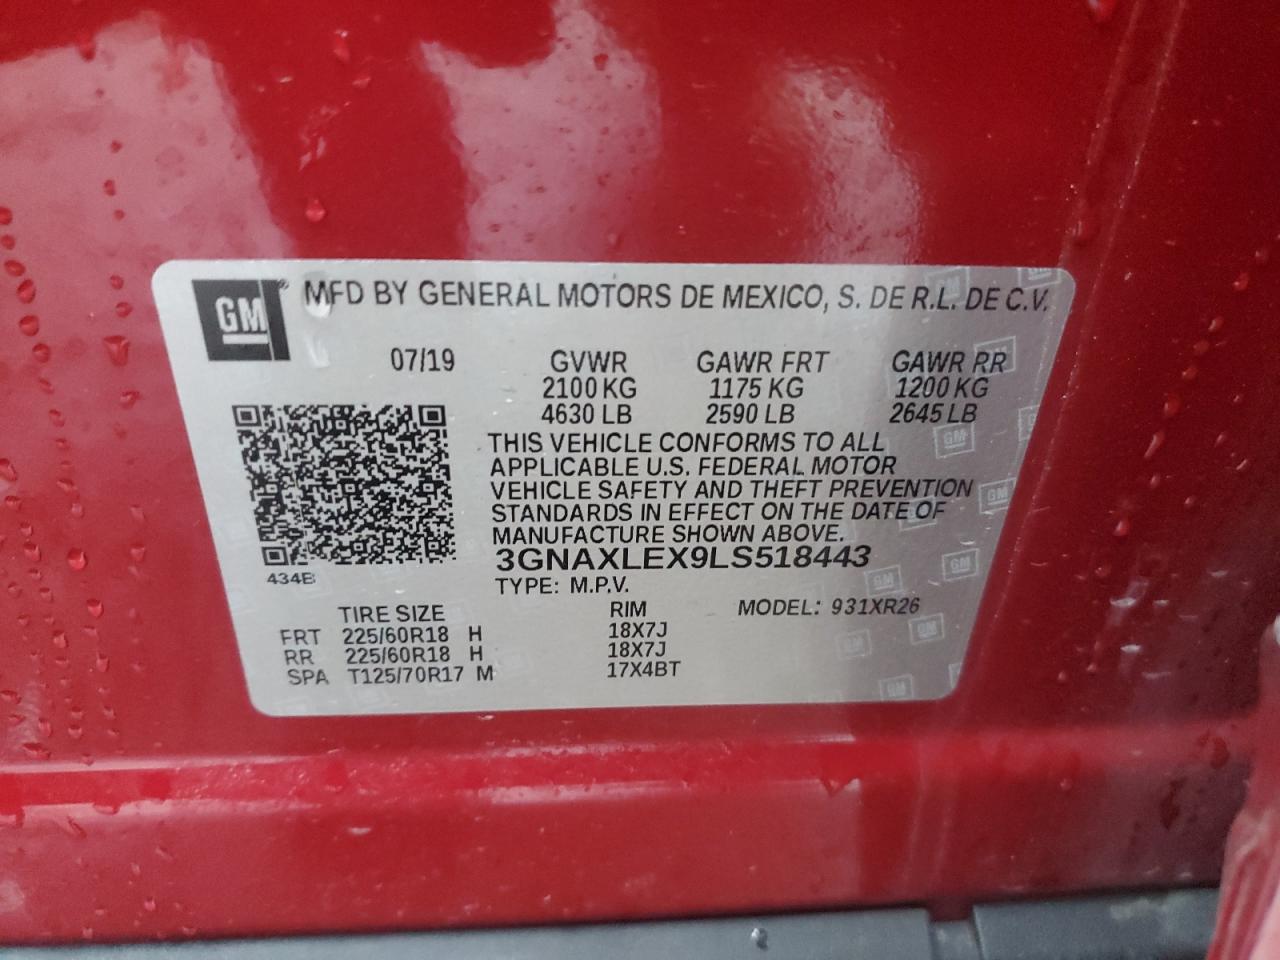 GM
® MFD BY GENERAL MOTORS DE MEXICO, S. DE R.L. DE C.V.
07/19 GVWR GAWR FRT GAWR RR
2100 KG 1175 KG 1200 KG
4630 LB 2590 LB 2645 LB
THIS VEHICLE CONFORMS TO ALL
APPLICABLE U.S. FEDERAL MOTOR
VEHICLE SAFETY AND THEFT PREVENTION
STANDARDS IN EFFECT ON THE DATE OF
MANUFACTURE SHOWN ABOVE.
3GNAXLEX9LS518443
434B
TYPE: M.P.V.
TIRE SIZE RIM MODEL: 931XR26
FRT 225/60R18 H 18X7J
RR 225/60R18 H 18X7J
SPA T125/70R17 M 17X4BT